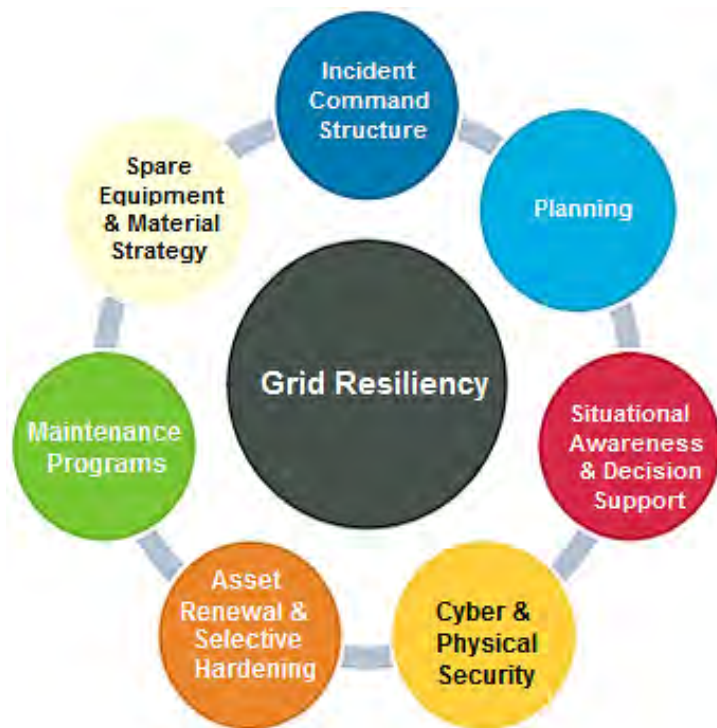 Incident
Command
Structure
Planning
Situational
Awareness
& Decision
Support
Cyber &
Physical
Security
Asset
Renewal &
Selective
Hardening
Maintenance
Programs
Spare
Equipment
& Material
Strategy
Grid Resiliency